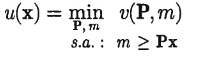 u(x) = min v(P, m)
P, m
s.a. : m ≥ Px